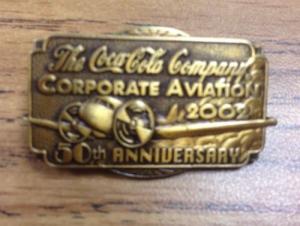 The Coca-Cola Company
CORPORATE AVIATION
2002
50th ANNIVERSARY